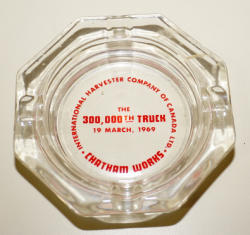 INTERNATIONAL HARVESTER COMPANY OF CANADA LTD.
THE
300,000TH TRUCK
19 MARCH, 1969
• CHATHAM WORKS •